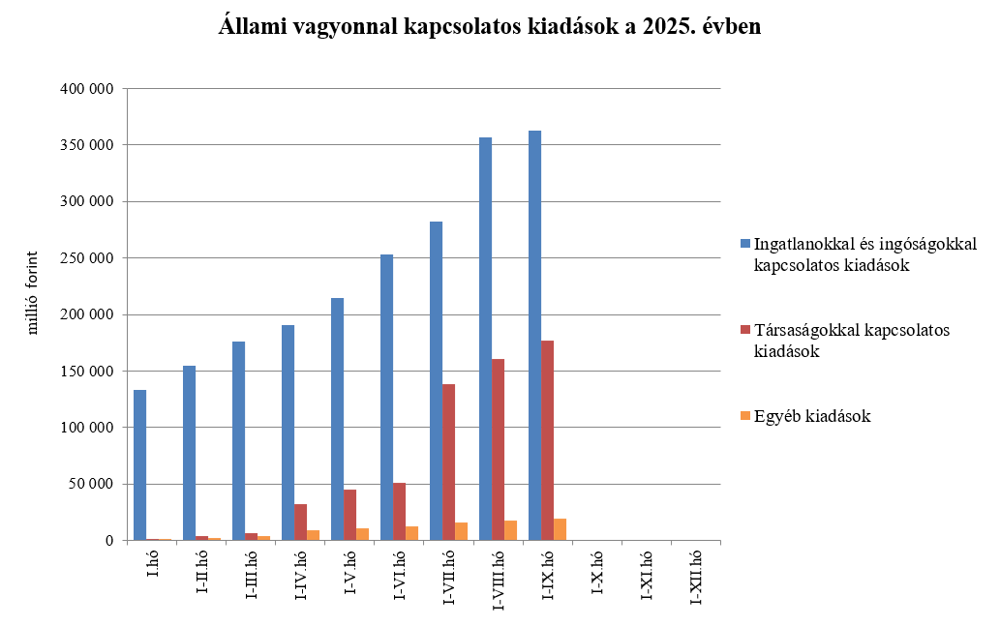 Állami vagyonnal kapcsolatos kiadások a 2025. évben
millió forint
400 000
350 000
300 000
250 000
200 000
150 000
100 000
50 000
0
I.hó
I-II.hó
I-III.hó
I-IV.hó
I-V.hó
I-VI.hó
I-VII.hó
I-VIII.hó
I-IX.hó
I-X.hó
I-XI.hó
I-XII.hó
Ingatlanokkal és ingóságokkal
kapcsolatos kiadások
Társaságokkal kapcsolatos
kiadások
Egyéb kiadások